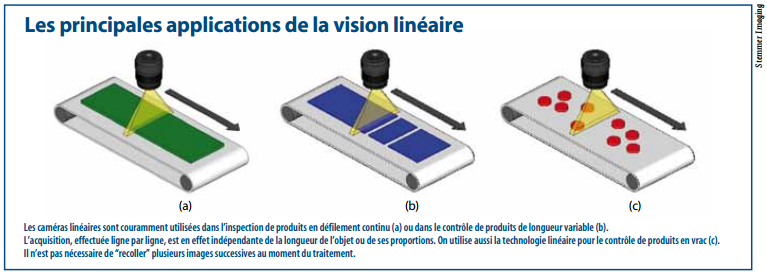 Les principales applications de la vision linéaire
Stemmer Imaging
(a)
(b)
(c)
Les caméras linéaires sont couramment utilisées dans l'inspection de produits en défilement continu (a) ou dans le contrôle de produits de longueur variable (b).
L'acquisition, effectuée ligne par ligne, est en effet indépendante de la longueur de l'objet ou de ses proportions. On utilise aussi la technologie linéaire pour le contrôle de produits en vrac (c).
Il n'est pas nécessaire de "recoller" plusieurs images successives au moment du traitement.